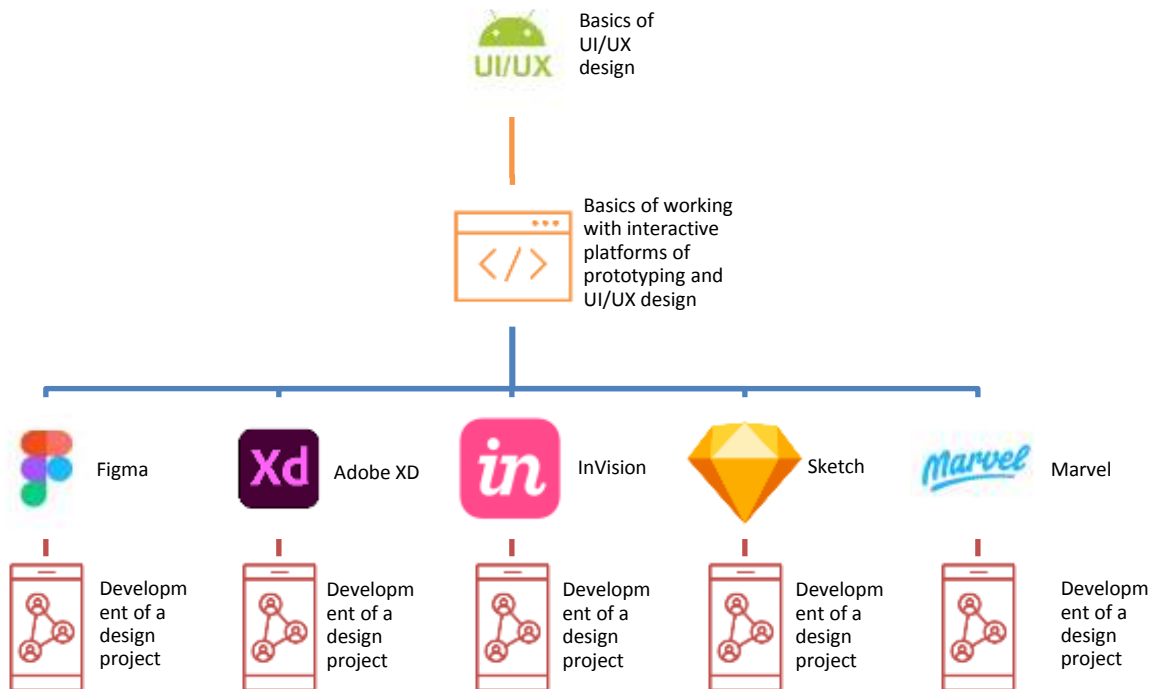 Basics of
UI/UX
design
UI/UX
Basics of working
with interactive
platforms of
prototyping and
UI/UX design
</>
Figma
Xd
Adobe XD
in
InVision
Sketch
Marvel
Marvel
Developm
ent of a
design
project
Developm
ent of a
design
project
Developm
ent of a
design
project
Developm
ent of a
design
project
Developm
ent of a
design
project